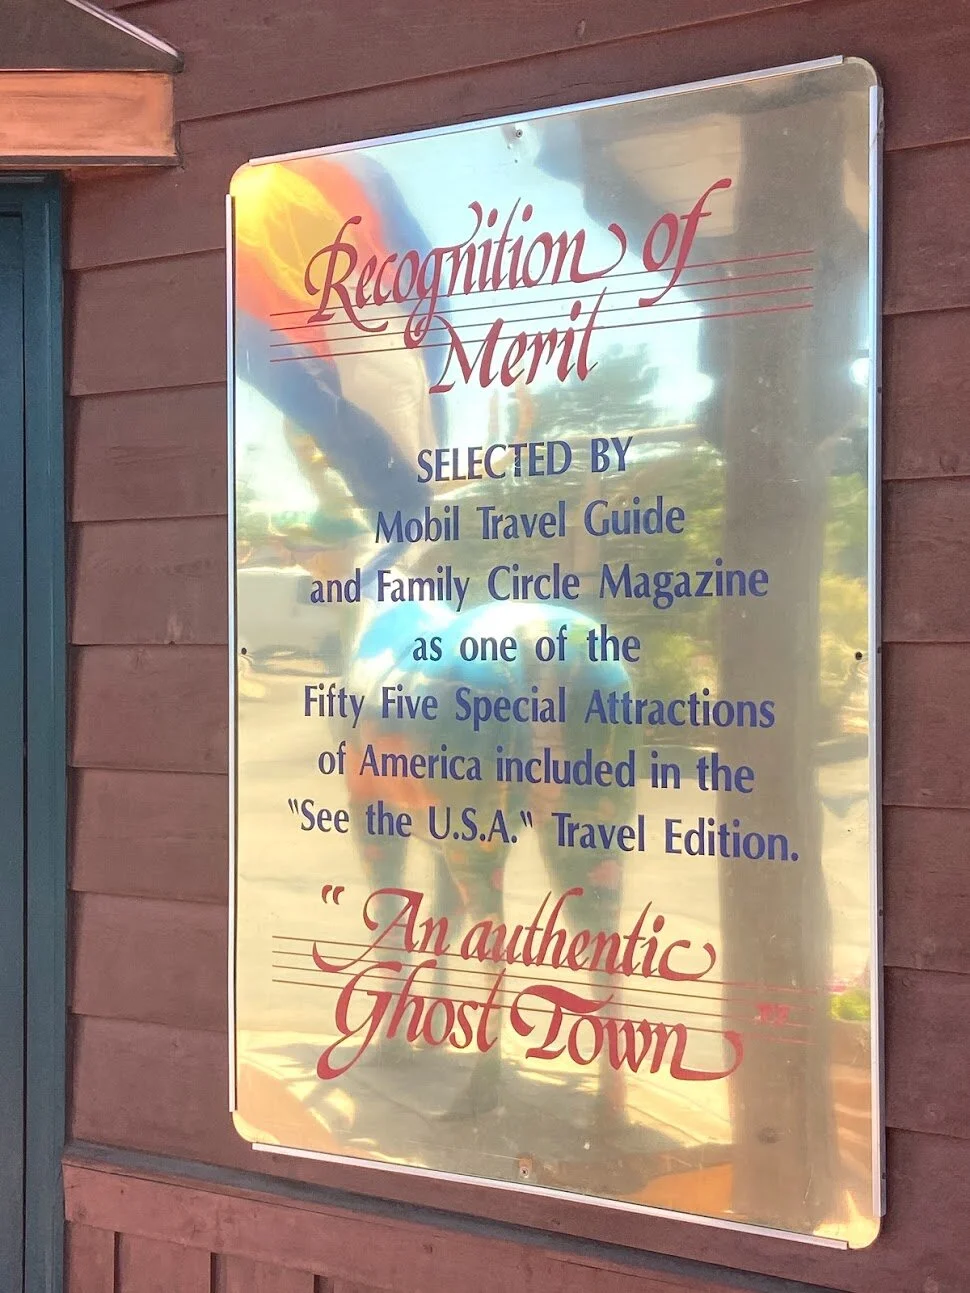 Recognition of
Merit
SELECTED BY
Mobil Travel Guide
and Family Circle Magazine
as one of the
Fifty Five Special Attractions
of America included in the
"See the U.S.A." Travel Edition.
"An authentic
Ghost Town"